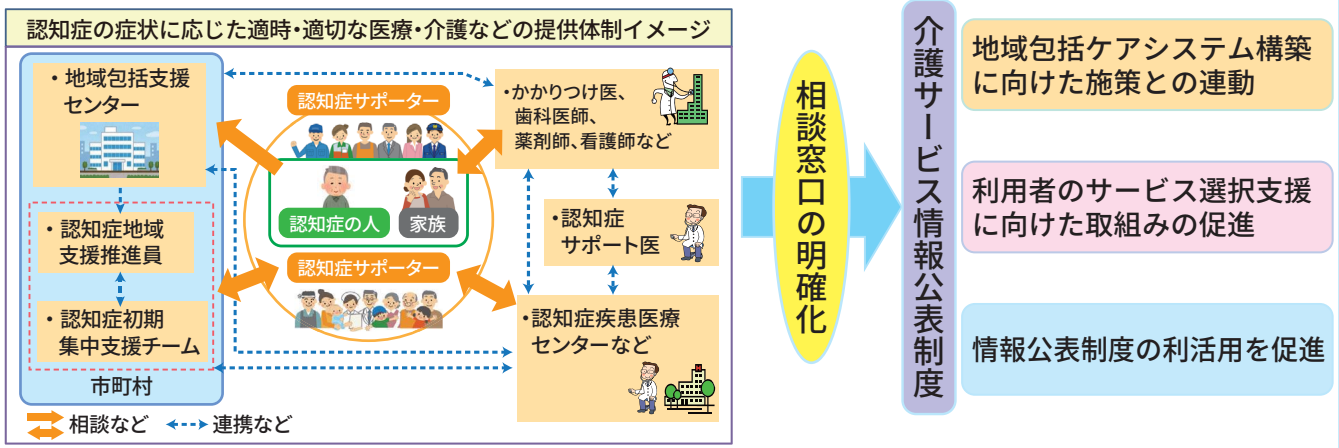 認知症の症状に応じた適時・適切な医療・介護などの提供体制イメージ
・地域包括支援
センター
・認知症地域
支援推進員
・認知症初期
集中支援チーム
市町村
認知症サポーター
認知症の人
家族
認知症サポーター
・かかりつけ医、
歯科医師、
薬剤師、看護師など
・認知症
サポート医
・認知症疾患医療
センターなど
相談など
連携など
相談窓口の明確化
介護サービス情報公表制度
地域包括ケアシステム構築
に向けた施策との連動
利用者のサービス選択支援
に向けた取組みの促進
情報公表制度の利活用を促進